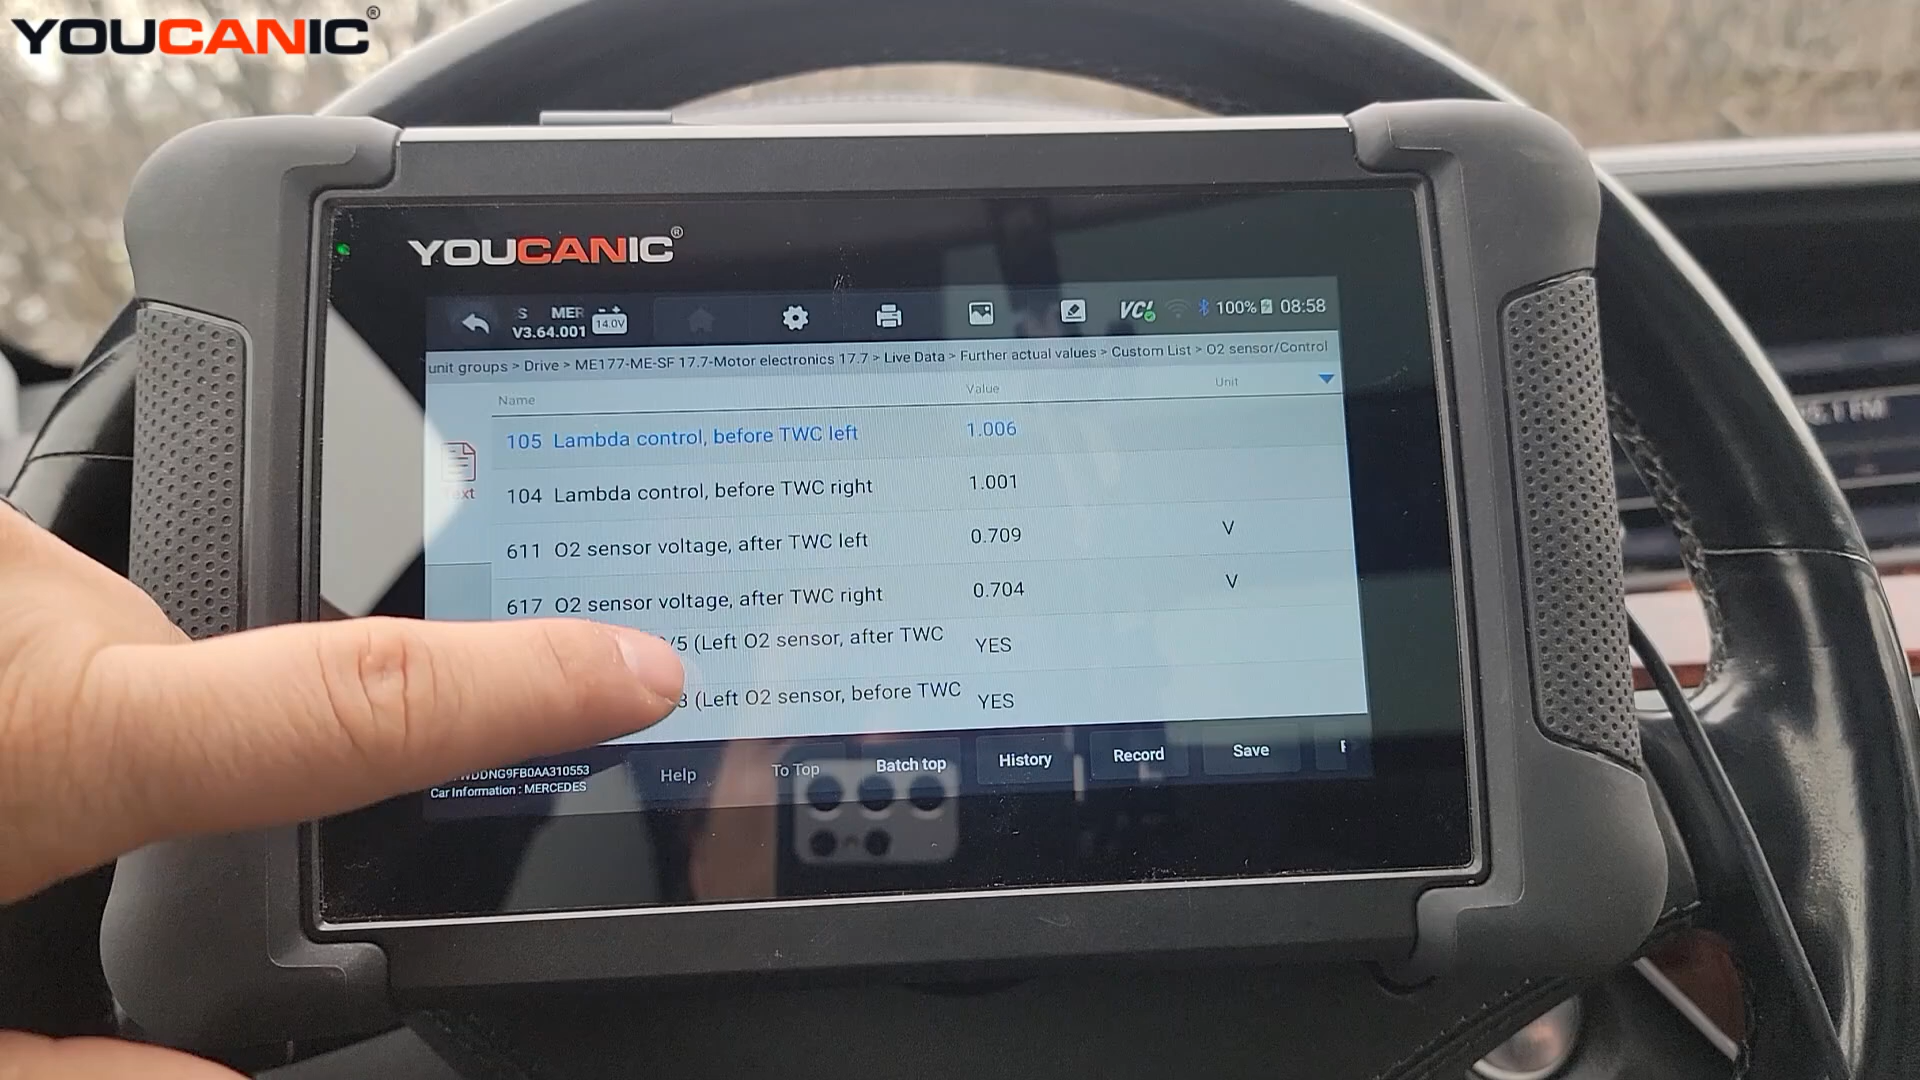 YOUCANIC®
YOUCANIC®
S MER
V3.64.001
14.0V
VCI
100%
08:58
unit groups > Drive > ME177-ME-SF 17.7-Motor electronics 17.7 > Live Data > Further actual values > Custom List > O2 sensor/Control
Name Value Unit
105 Lambda control, before TWC left 1.006
104 Lambda control, before TWC right 1.001
611 O2 sensor voltage, after TWC left 0.709 V
617 O2 sensor voltage, after TWC right 0.704 V
/5 (Left O2 sensor, after TWC YES
3 (Left O2 sensor, before TWC YES
WDDNG9FB0AA310553
Car Information : MERCEDES
Help To Top Batch top History Record Save